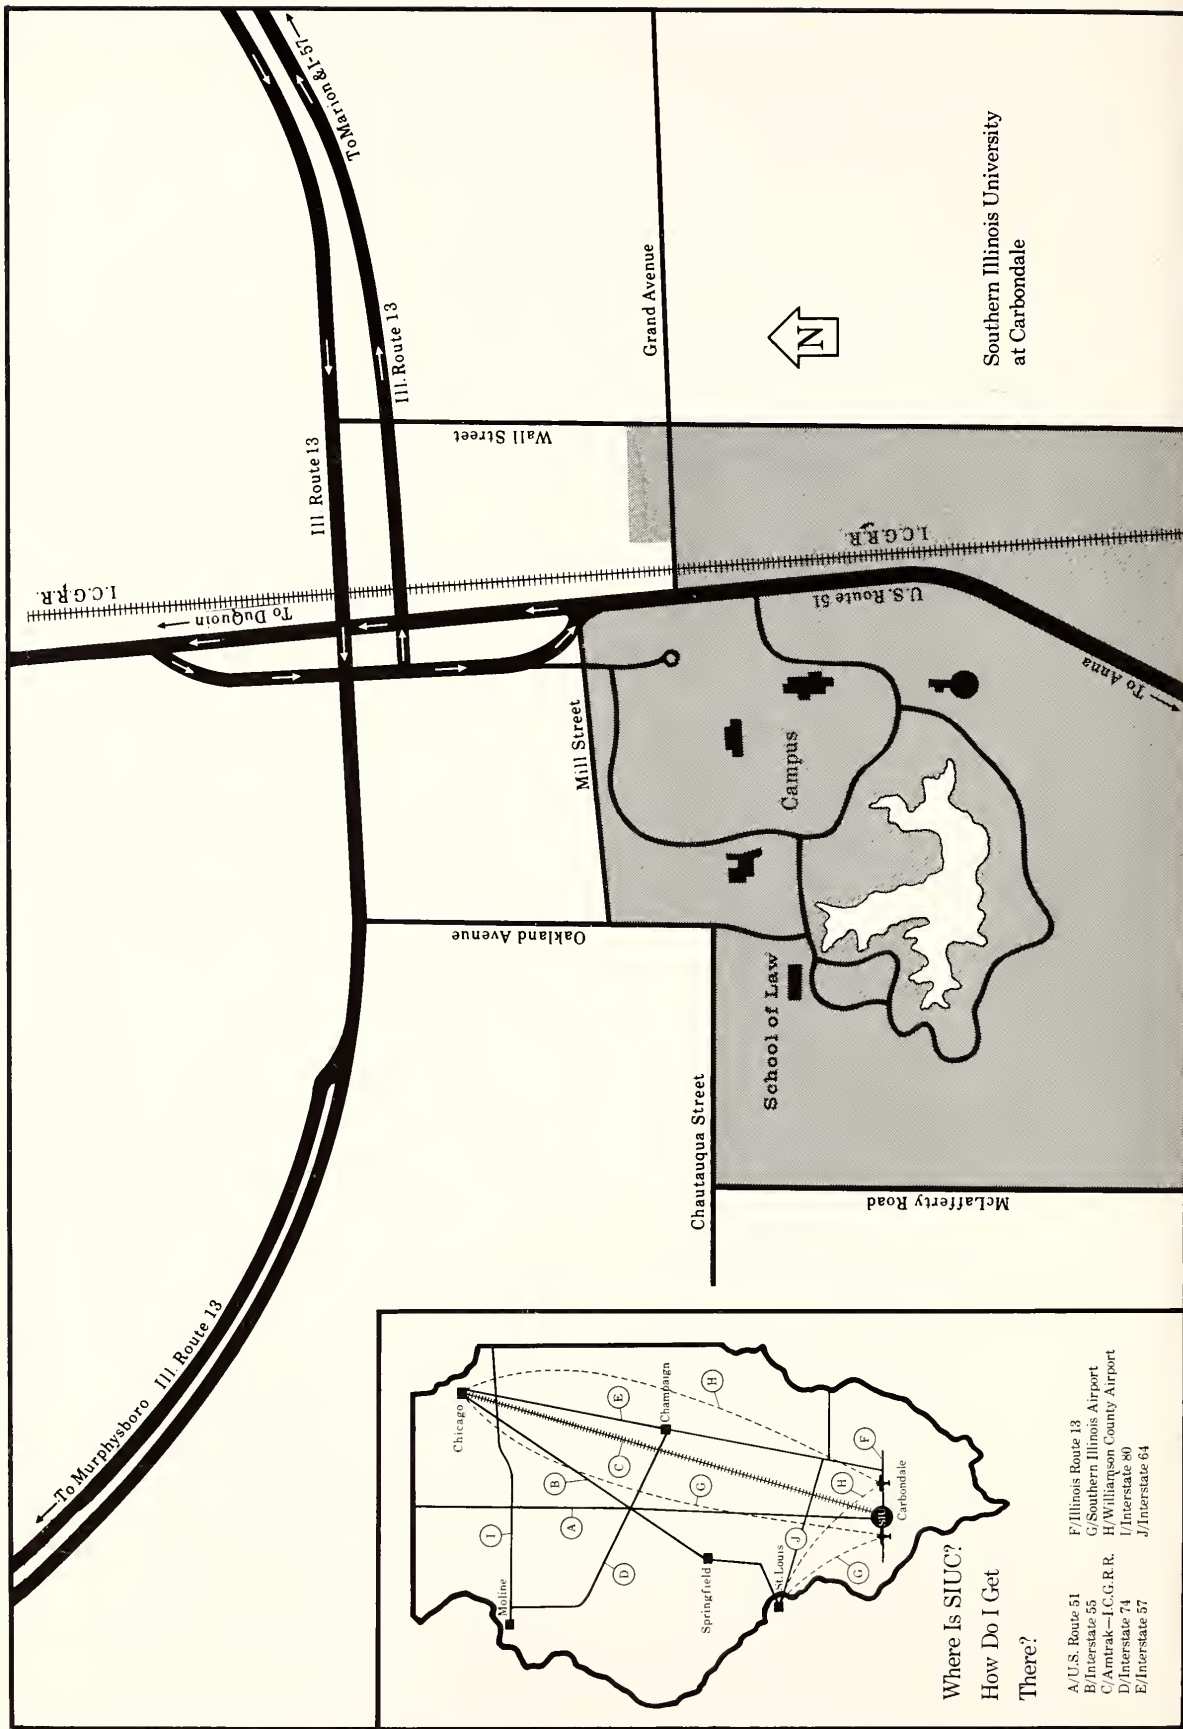 To Murphysboro
Ill. Route 13
Ill Route 13
Ill. Route 13
To Marion & I-57
I.C.G.R.R.
To DuQuoin
Wall Street
Oakland Avenue
Mill Street
Grand Avenue
Chautauqua Street
McLafferty Road
School of Law
Campus
I.C.G.R.R.
U.S. Route 51
To Anna
N
Southern Illinois University
at Carbondale
Chicago
Moline
Champaign
Springfield
St. Louis
SIU
Carbondale
A
B
C
D
E
F
G
G
H
H
I
J
Where Is SIUC?
How Do I Get
There?
A/U.S. Route 51
B/Interstate 55
C/Amtrak—I.C.G.R.R.
D/Interstate 74
E/Interstate 57
F/Illinois Route 13
G/Southern Illinois Airport
H/Williamson County Airport
I/Interstate 80
J/Interstate 64